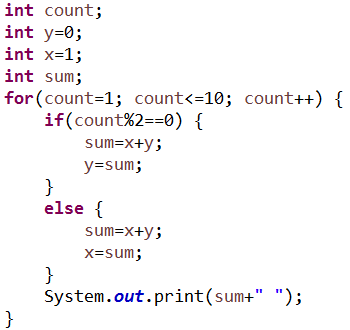 int count;
int y=0;
int x=1;
int sum;
for(count=1; count<=10; count++) {
    if(count%2==0) {
        sum=x+y;
        y=sum;
    }
    else {
        sum=x+y;
        x=sum;
    }
    System.out.print(sum+" ");
}